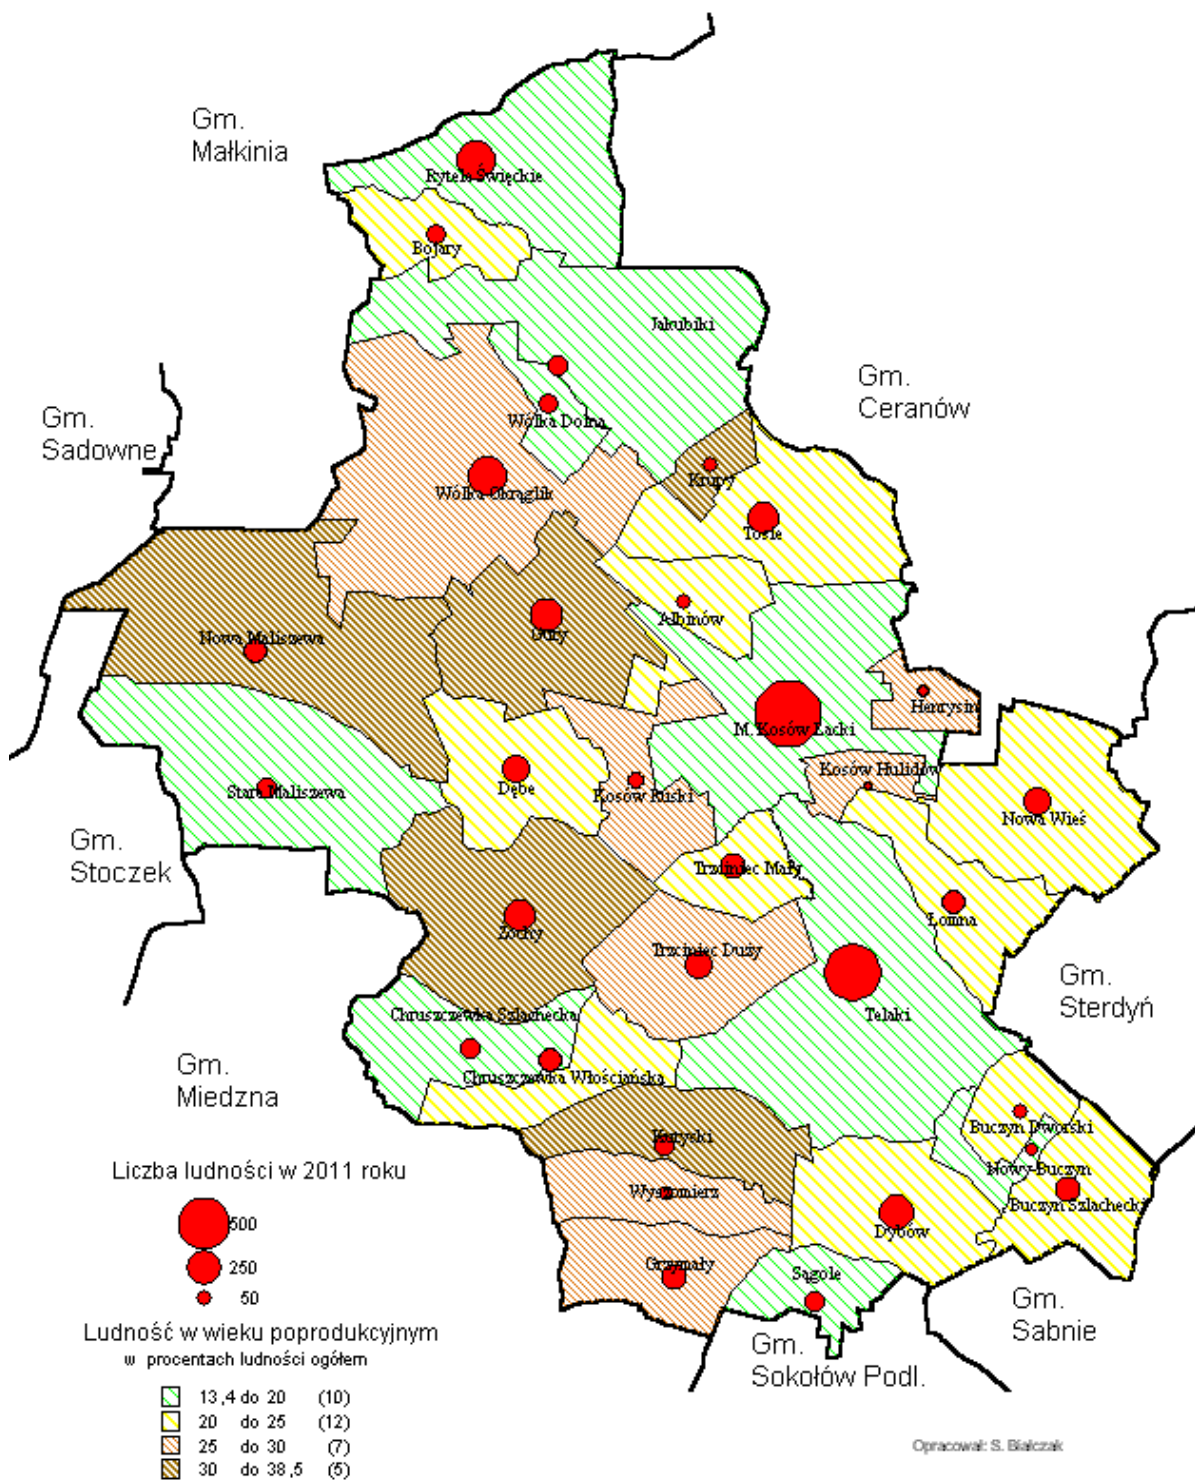 Gm.
Małkinia
Rytele Święckie
Bojary
Jakubiki
Gm.
Ceranów
Gm.
Sadowne
Wólka Dolna
Krupy
Wólka Okrąglik
Tosie
Albinów
Guty
Nowa Maliszewa
Henrysin
M. Kosów Lacki
Kosów Hulidów
Stara Maliszewa
Dębe
Kosów Ruski
Nowa Wieś
Gm.
Stoczek
Trzciniec Mały
Łomna
Żochy
Trzciniec Duży
Gm.
Sterdyń
Telaki
Chruszczewka Szlachecka
Gm.
Miedzna
Chruszczewka Włościańska
Buczyn Dworski
Kutyski
Nowy Buczyn
Wyszomierz
Buczyn Szlachecki
Dybów
Grzymały
Sągole
Gm.
Sabnie
Gm.
Sokołów Podl.
Liczba ludności w 2011 roku
500
250
50
Ludność w wieku poprodukcyjnym
w procentach ludności ogółem
13,4 do 20 (10)
20 do 25 (12)
25 do 30 (7)
30 do 38,5 (5)
Opracował: S. Białczak